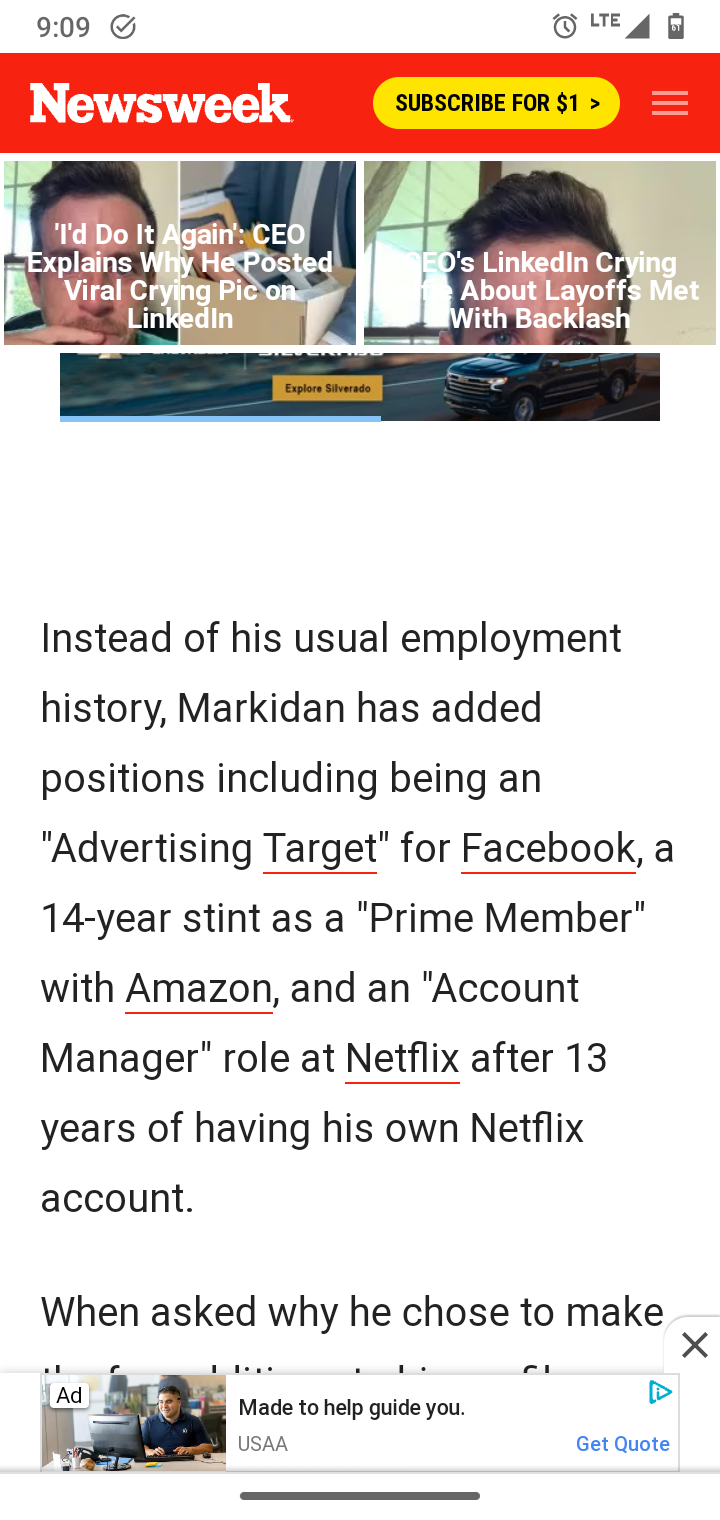 9:09
LTE
61
Newsweek
SUBSCRIBE FOR $1 >
'I'd Do It Again': CEO
Explains Why He Posted
Viral Crying Pic on
LinkedIn
CEO's LinkedIn Crying
About Layoffs Met
With Backlash
Explore Silverado
Instead of his usual employment
history, Markidan has added
positions including being an
"Advertising Target" for Facebook, a
14-year stint as a "Prime Member"
with Amazon, and an "Account
Manager" role at Netflix after 13
years of having his own Netflix
account.
When asked why he chose to make
Ad
Made to help guide you.
USAA
Get Quote